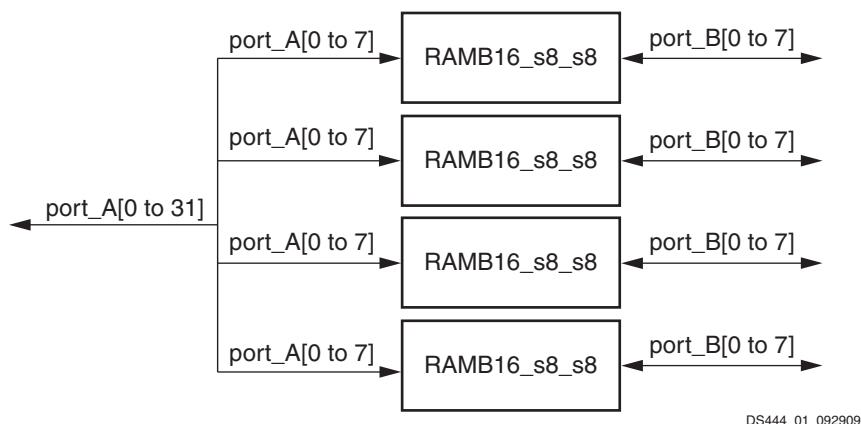 port_A[0 to 7] RAMB16_s8_s8 port_B[0 to 7]
port_A[0 to 7] RAMB16_s8_s8 port_B[0 to 7]
port_A[0 to 31]
port_A[0 to 7] RAMB16_s8_s8 port_B[0 to 7]
port_A[0 to 7] RAMB16_s8_s8 port_B[0 to 7]
DS444_01_092909